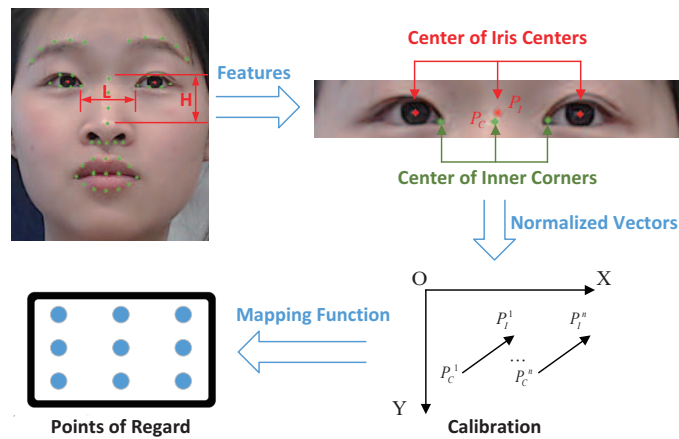 Center of Iris Centers
Features
L
H
P_I
P_C
Center of Inner Corners
Normalized Vectors
O
X
P_I^1
P_I^n
Mapping Function
...
P_C^1
P_C^n
Y
Points of Regard
Calibration